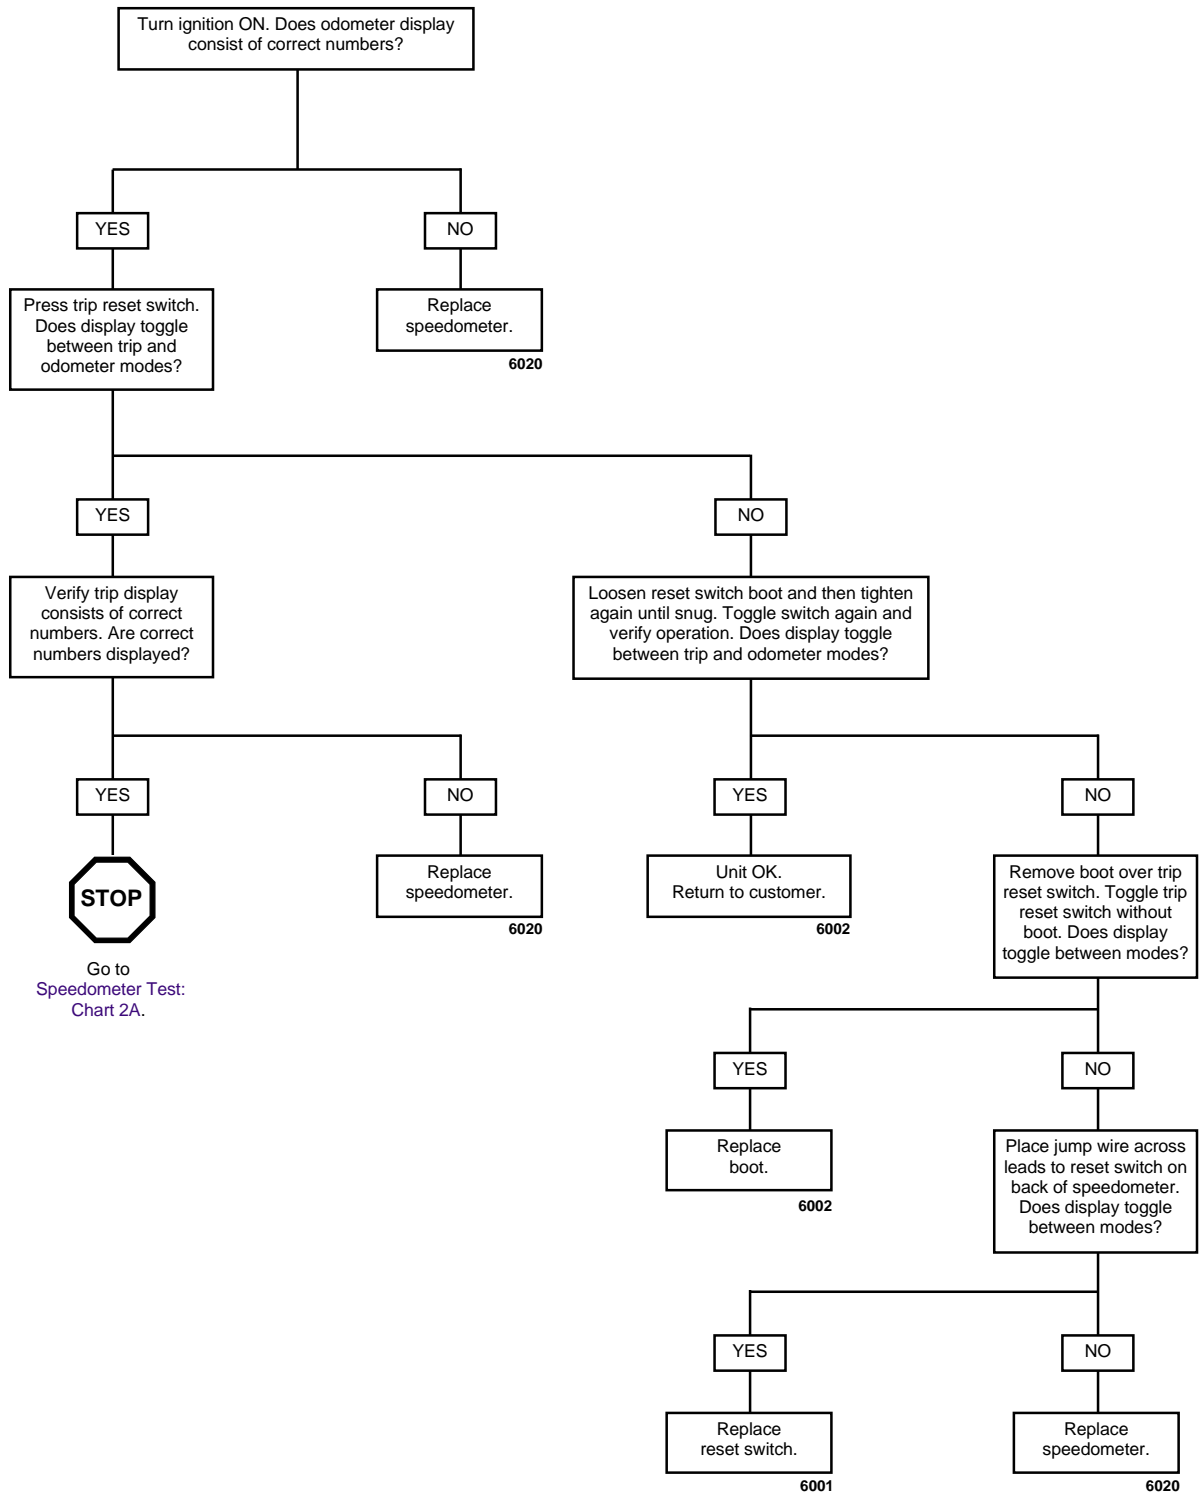 Turn ignition ON. Does odometer display
consist of correct numbers?
YES
NO
Press trip reset switch.
Does display toggle
between trip and
odometer modes?
Replace
speedometer.
6020
YES
NO
Verify trip display
consists of correct
numbers. Are correct
numbers displayed?
Loosen reset switch boot and then tighten
again until snug. Toggle switch again and
verify operation. Does display toggle
between trip and odometer modes?
YES
NO
YES
NO
STOP
Go to
Speedometer Test:
Chart 2A.
Replace
speedometer.
6020
Unit OK.
Return to customer.
6002
Remove boot over trip
reset switch. Toggle trip
reset switch without
boot. Does display
toggle between modes?
YES
NO
Replace
boot.
6002
Place jump wire across
leads to reset switch on
back of speedometer.
Does display toggle
between modes?
YES
NO
Replace
reset switch.
6001
Replace
speedometer.
6020